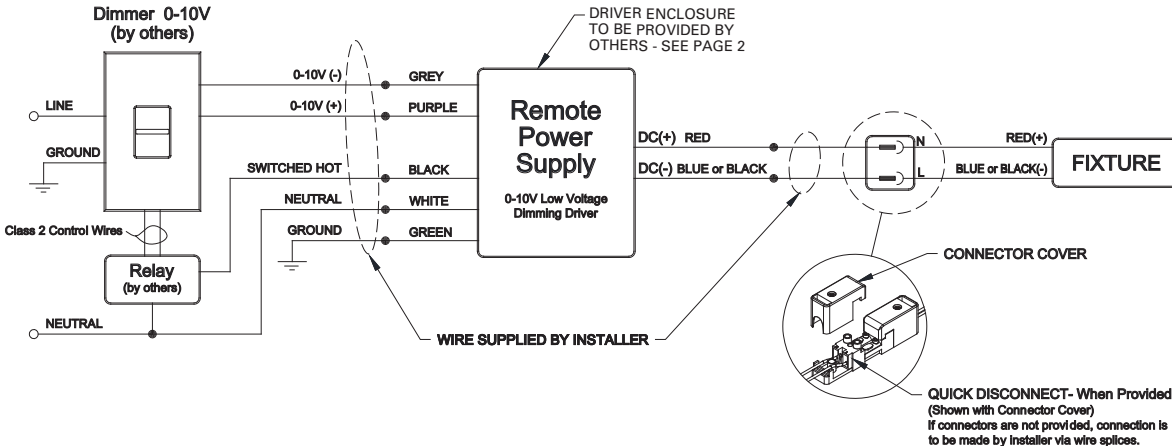 Dimmer 0-10V
(by others)
DRIVER ENCLOSURE
TO BE PROVIDED BY
OTHERS - SEE PAGE 2
0-10V (-)
GREY
0-10V (+)
PURPLE
LINE
GROUND
SWITCHED HOT
BLACK
NEUTRAL
WHITE
GROUND
GREEN
Remote
Power
Supply
0-10V Low Voltage
Dimming Driver
DC(+) RED
DC(-) BLUE or BLACK
N
L
RED(+)
BLUE or BLACK(-)
FIXTURE
Class 2 Control Wires
Relay
(by others)
NEUTRAL
WIRE SUPPLIED BY INSTALLER
CONNECTOR COVER
QUICK DISCONNECT- When Provided
(Shown with Connector Cover)
If connectors are not provided, connection is
to be made by installer via wire splices.